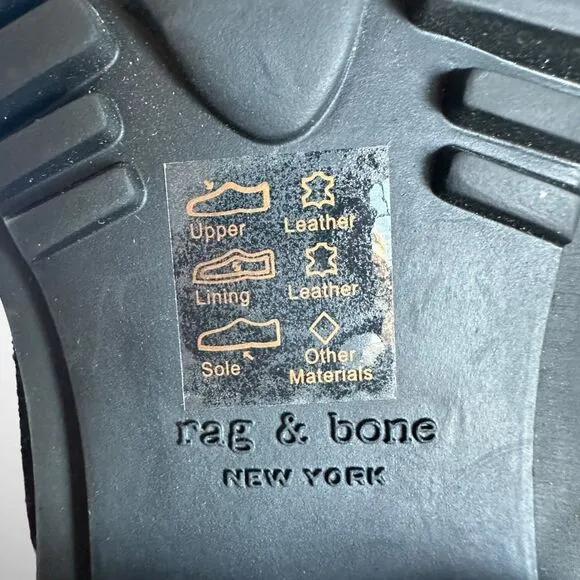 Upper Leather
Lining Leather
Sole Other
Materials
rag & bone
NEW YORK